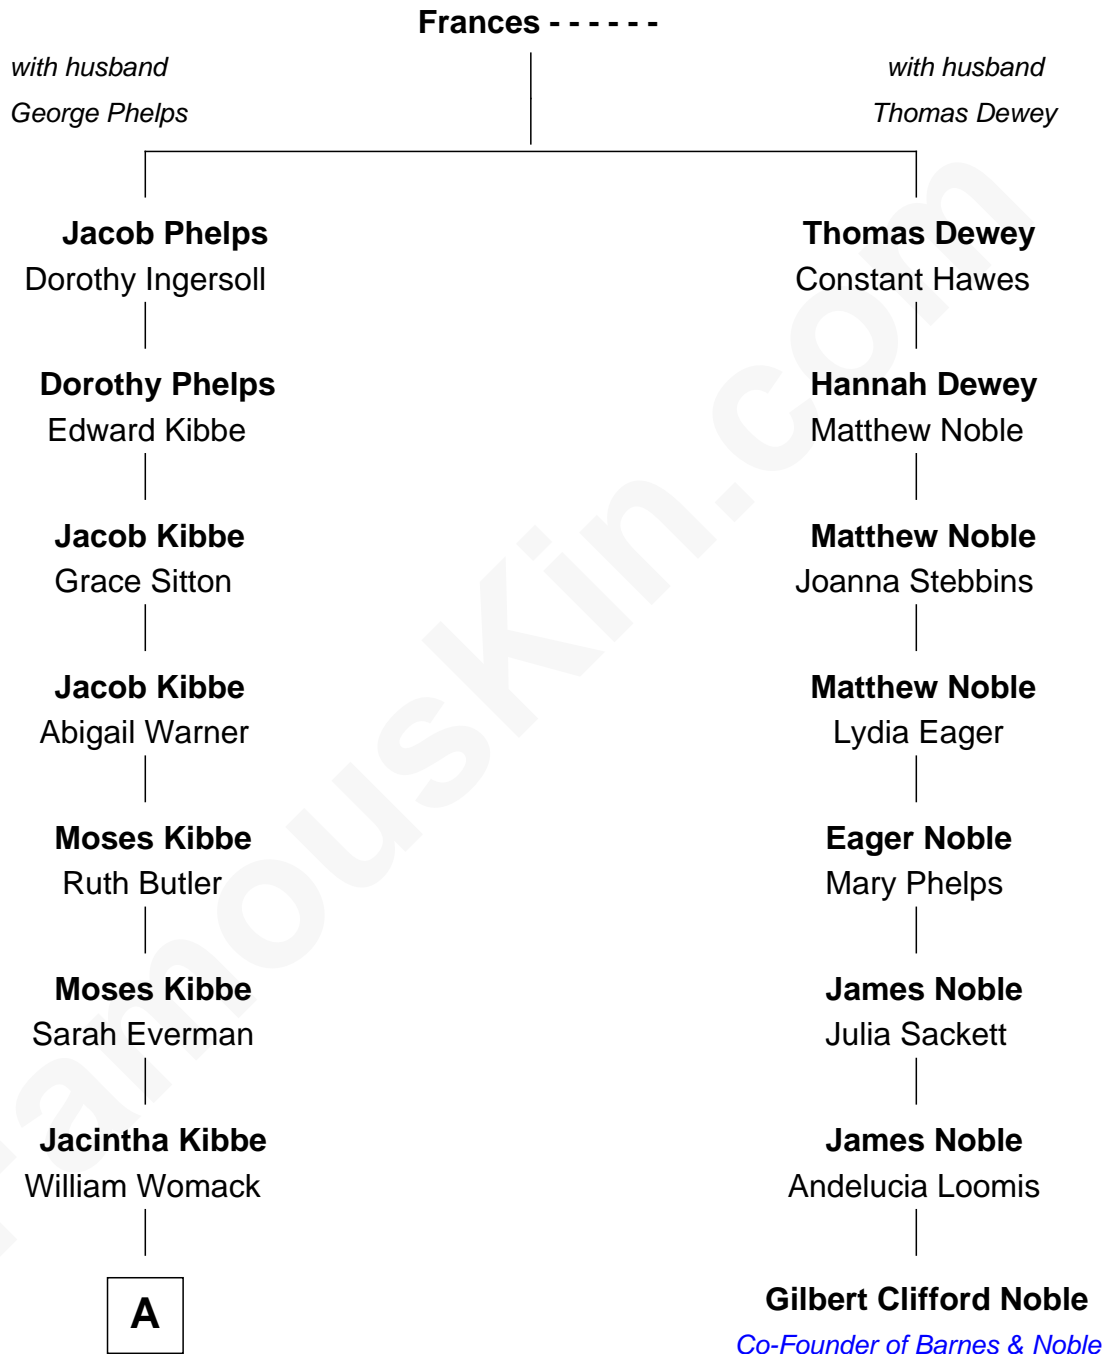 Frances - - - - - -
with husband
George Phelps
with husband
Thomas Dewey
Jacob Phelps
Dorothy Ingersoll
Thomas Dewey
Constant Hawes
Dorothy Phelps
Edward Kibbe
Hannah Dewey
Matthew Noble
Jacob Kibbe
Grace Sitton
Matthew Noble
Joanna Stebbins
Jacob Kibbe
Abigail Warner
Matthew Noble
Lydia Eager
Moses Kibbe
Ruth Butler
Eager Noble
Mary Phelps
Moses Kibbe
Sarah Everman
James Noble
Julia Sackett
Jacintha Kibbe
William Womack
James Noble
Andelucia Loomis
A
Gilbert Clifford Noble
Co-Founder of Barnes & Noble
FamousKin.com